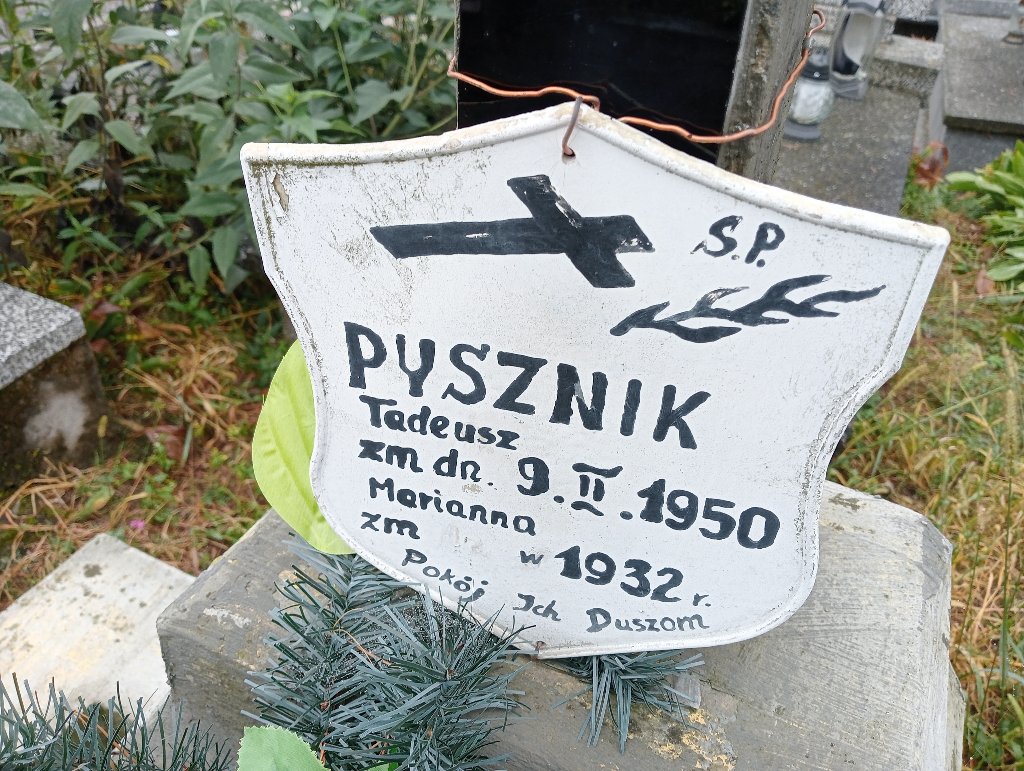 S.P.
PYSZNIK
Tadeusz
zm dn. 9.II.1950
Marianna
zm w 1932 r.
Pokój Ich Duszom